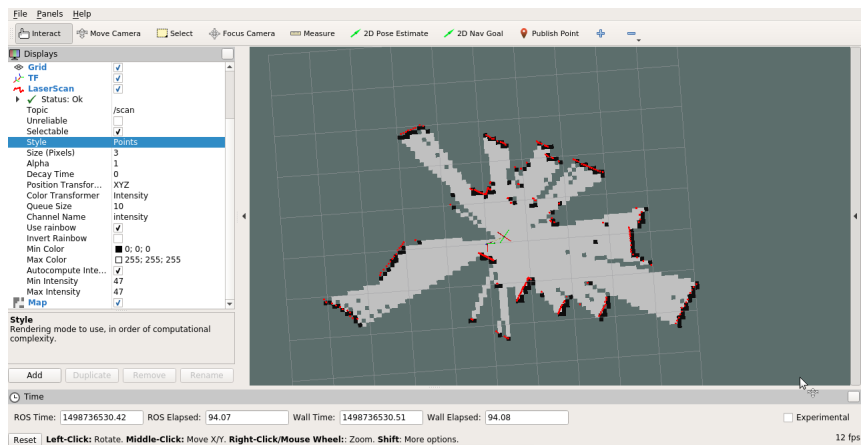 File Panels Help
Interact Move Camera Select Focus Camera Measure 2D Pose Estimate 2D Nav Goal Publish Point
Displays
Grid
TF
LaserScan
Status: Ok
Topic /scan
Unreliable
Selectable
Style Points
Size (Pixels) 3
Alpha 1
Decay Time 0
Position Transfor... XYZ
Color Transformer Intensity
Queue Size 10
Channel Name intensity
Use rainbow
Invert Rainbow
Min Color 0; 0; 0
Max Color 255; 255; 255
Autocompute Inte...
Min Intensity 47
Max Intensity 47
Map
Style
Rendering mode to use, in order of computational
complexity.
Add Duplicate Remove Rename
Time
ROS Time: 1498736530.42 ROS Elapsed: 94.07 Wall Time: 1498736530.51 Wall Elapsed: 94.08 Experimental
Reset Left-Click: Rotate. Middle-Click: Move X/Y. Right-Click/Mouse Wheel:: Zoom. Shift: More options. 12 fps